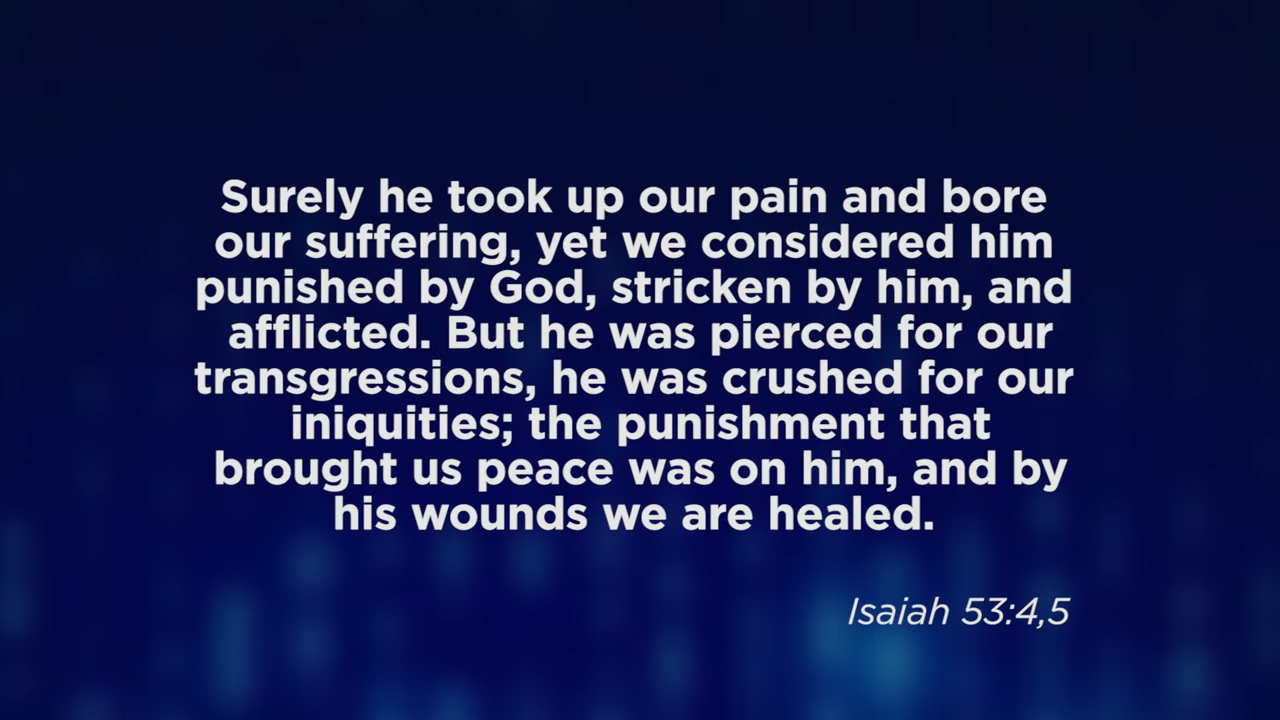 Surely he took up our pain and bore
our suffering, yet we considered him
punished by God, stricken by him, and
afflicted. But he was pierced for our
transgressions, he was crushed for our
iniquities; the punishment that
brought us peace was on him, and by
his wounds we are healed.
Isaiah 53:4,5